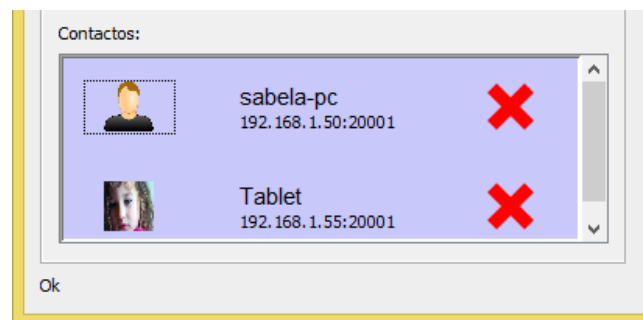 Contactos:
sabela-pc
192.168.1.50:20001
Tablet
192.168.1.55:20001
Ok